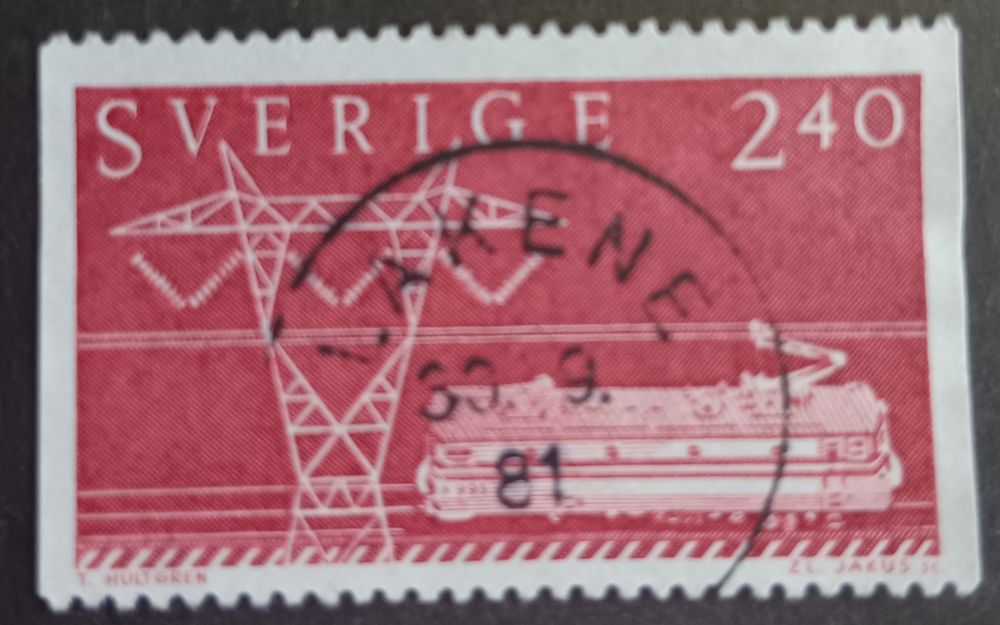 SVERIGE 240
30. 9.
81
T. HULTGREN
ZL. JAKUS sc.